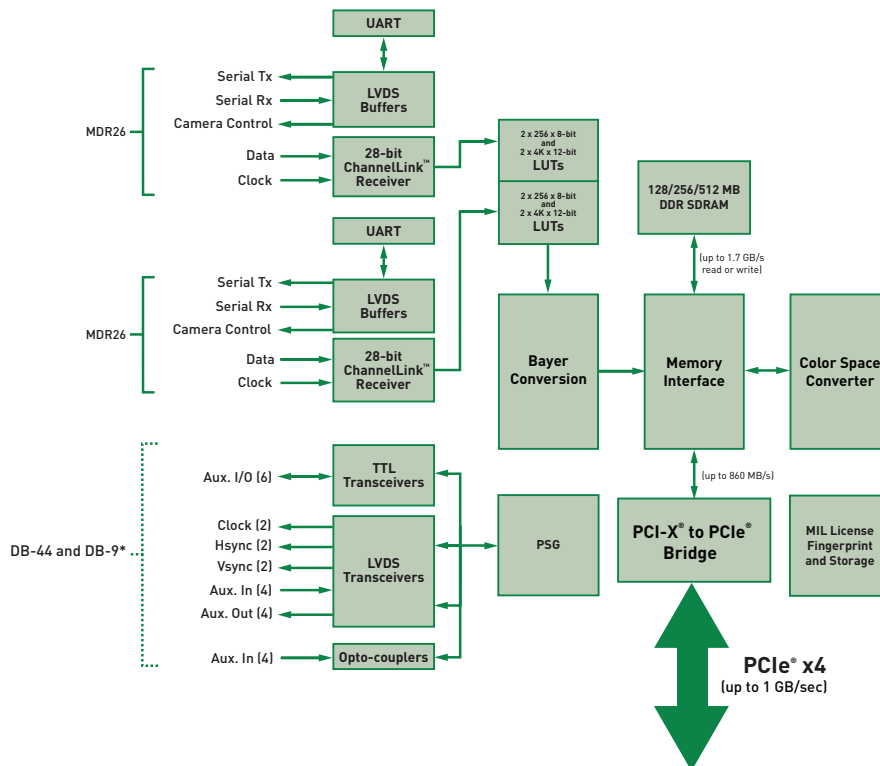 UART
Serial Tx
Serial Rx
Camera Control
LVDS
Buffers
MDR26
Data
Clock
28-bit
ChannelLink™
Receiver
2 x 256 x 8-bit
and
2 x 4K x 12-bit
LUTs
2 x 256 x 8-bit
and
2 x 4K x 12-bit
LUTs
128/256/512 MB
DDR SDRAM
(up to 1.7 GB/s
read or write)
UART
Serial Tx
Serial Rx
Camera Control
LVDS
Buffers
MDR26
Data
Clock
28-bit
ChannelLink™
Receiver
Bayer
Conversion
Memory
Interface
Color Space
Converter
(up to 860 MB/s)
Aux. I/O (6)
TTL
Transceivers
DB-44 and DB-9*
Clock (2)
Hsync (2)
Vsync (2)
Aux. In (4)
Aux. Out (4)
LVDS
Transceivers
Aux. In (4)
Opto-couplers
PSG
PCI-X® to PCIe®
Bridge
MIL License
Fingerprint
and Storage
PCIe® x4
(up to 1 GB/sec)